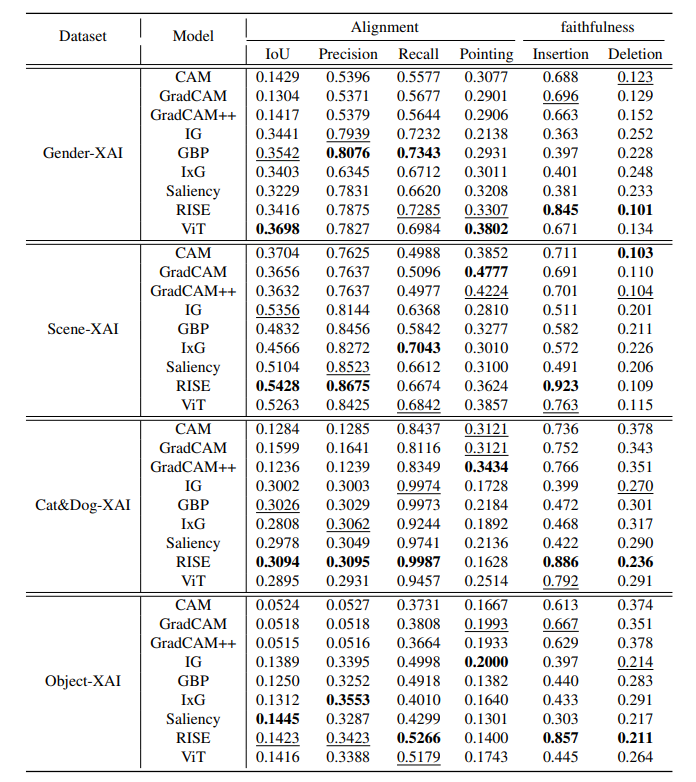 Dataset Model Alignment faithfulness
IoU Precision Recall Pointing Insertion Deletion
Gender-XAI
CAM 0.1429 0.5396 0.5577 0.3077 0.688 0.123
GradCAM 0.1304 0.5371 0.5677 0.2901 0.696 0.129
GradCAM++ 0.1417 0.5379 0.5644 0.2906 0.663 0.152
IG 0.3441 0.7939 0.7232 0.2138 0.363 0.252
GBP 0.3542 0.8076 0.7343 0.2931 0.397 0.228
IxG 0.3403 0.6345 0.6712 0.3011 0.401 0.248
Saliency 0.3229 0.7831 0.6620 0.3208 0.381 0.233
RISE 0.3416 0.7875 0.7285 0.3307 0.845 0.101
ViT 0.3698 0.7827 0.6984 0.3802 0.671 0.134
Scene-XAI
CAM 0.3704 0.7625 0.4988 0.3852 0.711 0.103
GradCAM 0.3656 0.7637 0.5096 0.4777 0.691 0.110
GradCAM++ 0.3632 0.7637 0.4977 0.4224 0.701 0.104
IG 0.5356 0.8144 0.6368 0.2810 0.511 0.201
GBP 0.4832 0.8456 0.5842 0.3277 0.582 0.211
IxG 0.4566 0.8272 0.7043 0.3010 0.572 0.226
Saliency 0.5104 0.8523 0.6612 0.3100 0.491 0.206
RISE 0.5428 0.8675 0.6674 0.3624 0.923 0.109
ViT 0.5263 0.8425 0.6842 0.3857 0.763 0.115
Cat&Dog-XAI
CAM 0.1284 0.1285 0.8437 0.3121 0.736 0.378
GradCAM 0.1599 0.1641 0.8116 0.3121 0.752 0.343
GradCAM++ 0.1236 0.1239 0.8349 0.3434 0.766 0.351
IG 0.3002 0.3003 0.9974 0.1728 0.399 0.270
GBP 0.3026 0.3029 0.9973 0.2184 0.472 0.301
IxG 0.2808 0.3062 0.9244 0.1892 0.468 0.317
Saliency 0.2978 0.3049 0.9741 0.2136 0.422 0.290
RISE 0.3094 0.3095 0.9987 0.1628 0.886 0.236
ViT 0.2895 0.2931 0.9457 0.2514 0.792 0.291
Object-XAI
CAM 0.0524 0.0527 0.3731 0.1667 0.613 0.374
GradCAM 0.0518 0.0518 0.3808 0.1993 0.667 0.351
GradCAM++ 0.0515 0.0516 0.3664 0.1933 0.629 0.378
IG 0.1389 0.3395 0.4998 0.2000 0.397 0.214
GBP 0.1250 0.3252 0.4918 0.1382 0.440 0.283
IxG 0.1312 0.3553 0.4010 0.1640 0.433 0.291
Saliency 0.1445 0.3287 0.4299 0.1301 0.303 0.217
RISE 0.1423 0.3423 0.5266 0.1400 0.857 0.211
ViT 0.1416 0.3388 0.5179 0.1743 0.445 0.264